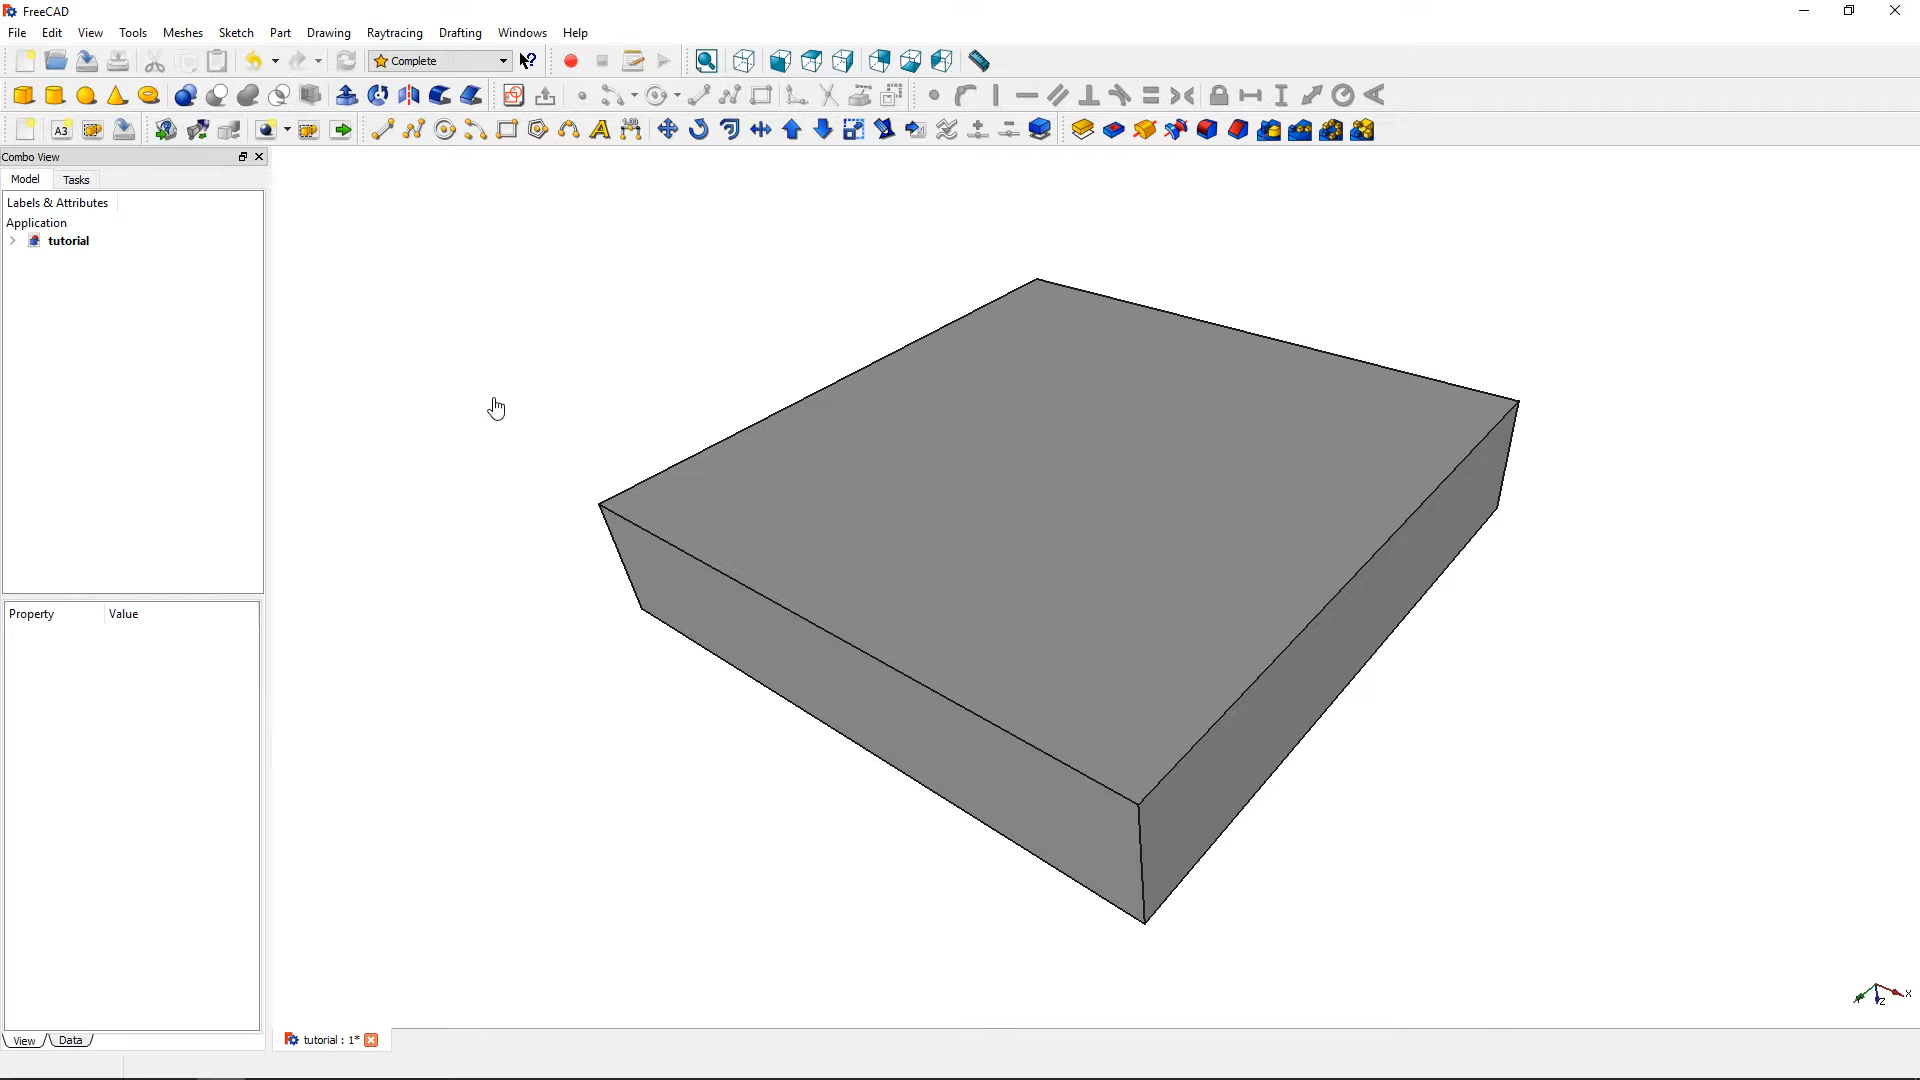 FreeCAD
File Edit View Tools Meshes Sketch Part Drawing Raytracing Drafting Windows Help
Complete
A3
Combo View
Model Tasks
Labels & Attributes
Application
tutorial
Property Value
x
z
View Data
tutorial : 1*